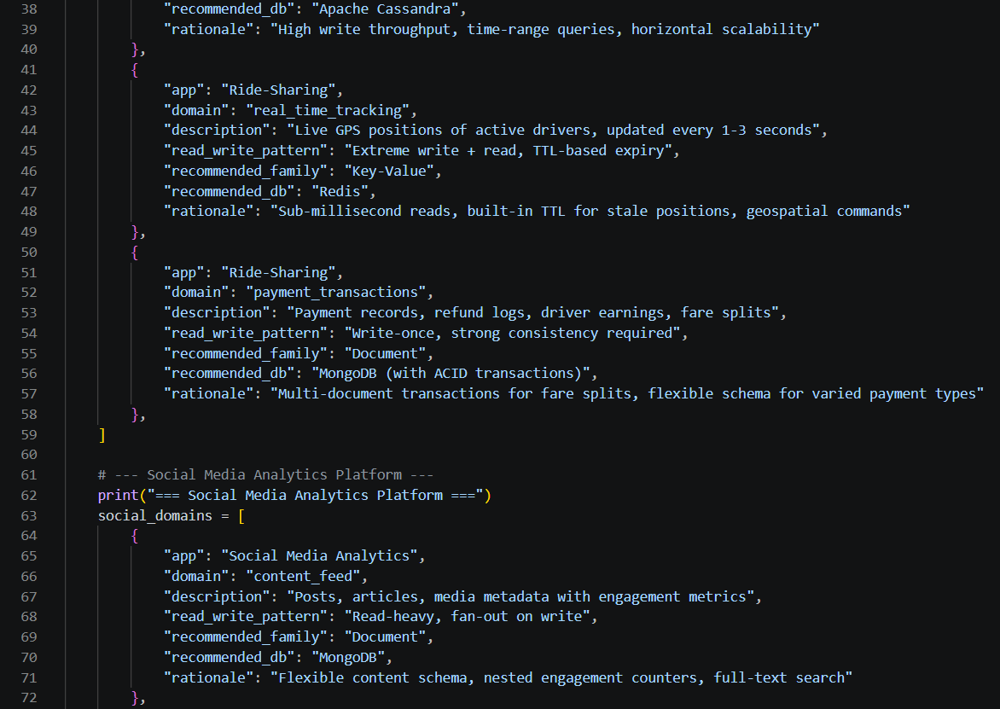 38 "recommended_db": "Apache Cassandra",
39 "rationale": "High write throughput, time-range queries, horizontal scalability"
40 },
41 {
42 "app": "Ride-Sharing",
43 "domain": "real_time_tracking",
44 "description": "Live GPS positions of active drivers, updated every 1-3 seconds",
45 "read_write_pattern": "Extreme write + read, TTL-based expiry",
46 "recommended_family": "Key-Value",
47 "recommended_db": "Redis",
48 "rationale": "Sub-millisecond reads, built-in TTL for stale positions, geospatial commands"
49 },
50 {
51 "app": "Ride-Sharing",
52 "domain": "payment_transactions",
53 "description": "Payment records, refund logs, driver earnings, fare splits",
54 "read_write_pattern": "Write-once, strong consistency required",
55 "recommended_family": "Document",
56 "recommended_db": "MongoDB (with ACID transactions)",
57 "rationale": "Multi-document transactions for fare splits, flexible schema for varied payment types"
58 },
59 ]
60
61 # --- Social Media Analytics Platform ---
62 print("=== Social Media Analytics Platform ===")
63 social_domains = [
64 {
65 "app": "Social Media Analytics",
66 "domain": "content_feed",
67 "description": "Posts, articles, media metadata with engagement metrics",
68 "read_write_pattern": "Read-heavy, fan-out on write",
69 "recommended_family": "Document",
70 "recommended_db": "MongoDB",
71 "rationale": "Flexible content schema, nested engagement counters, full-text search"
72 },